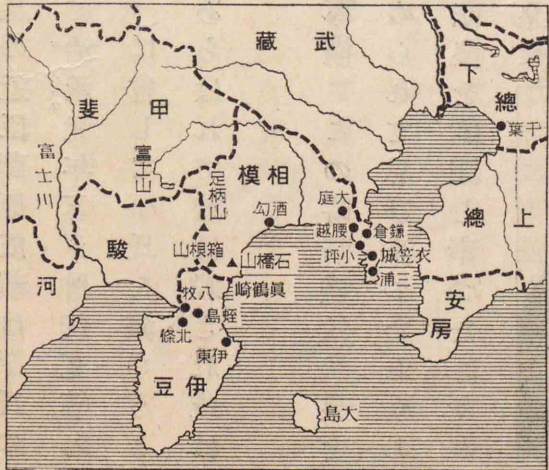 武藏
下總
千葉
甲斐
富士川
富士山
足柄山
相模
酒勾
大庭
腰越
鎌倉
小坪
衣笠城
三浦
上總
安房
駿河
箱根山
石橋山
眞鶴崎
八牧
蛭島
北條
伊東
伊豆
大島